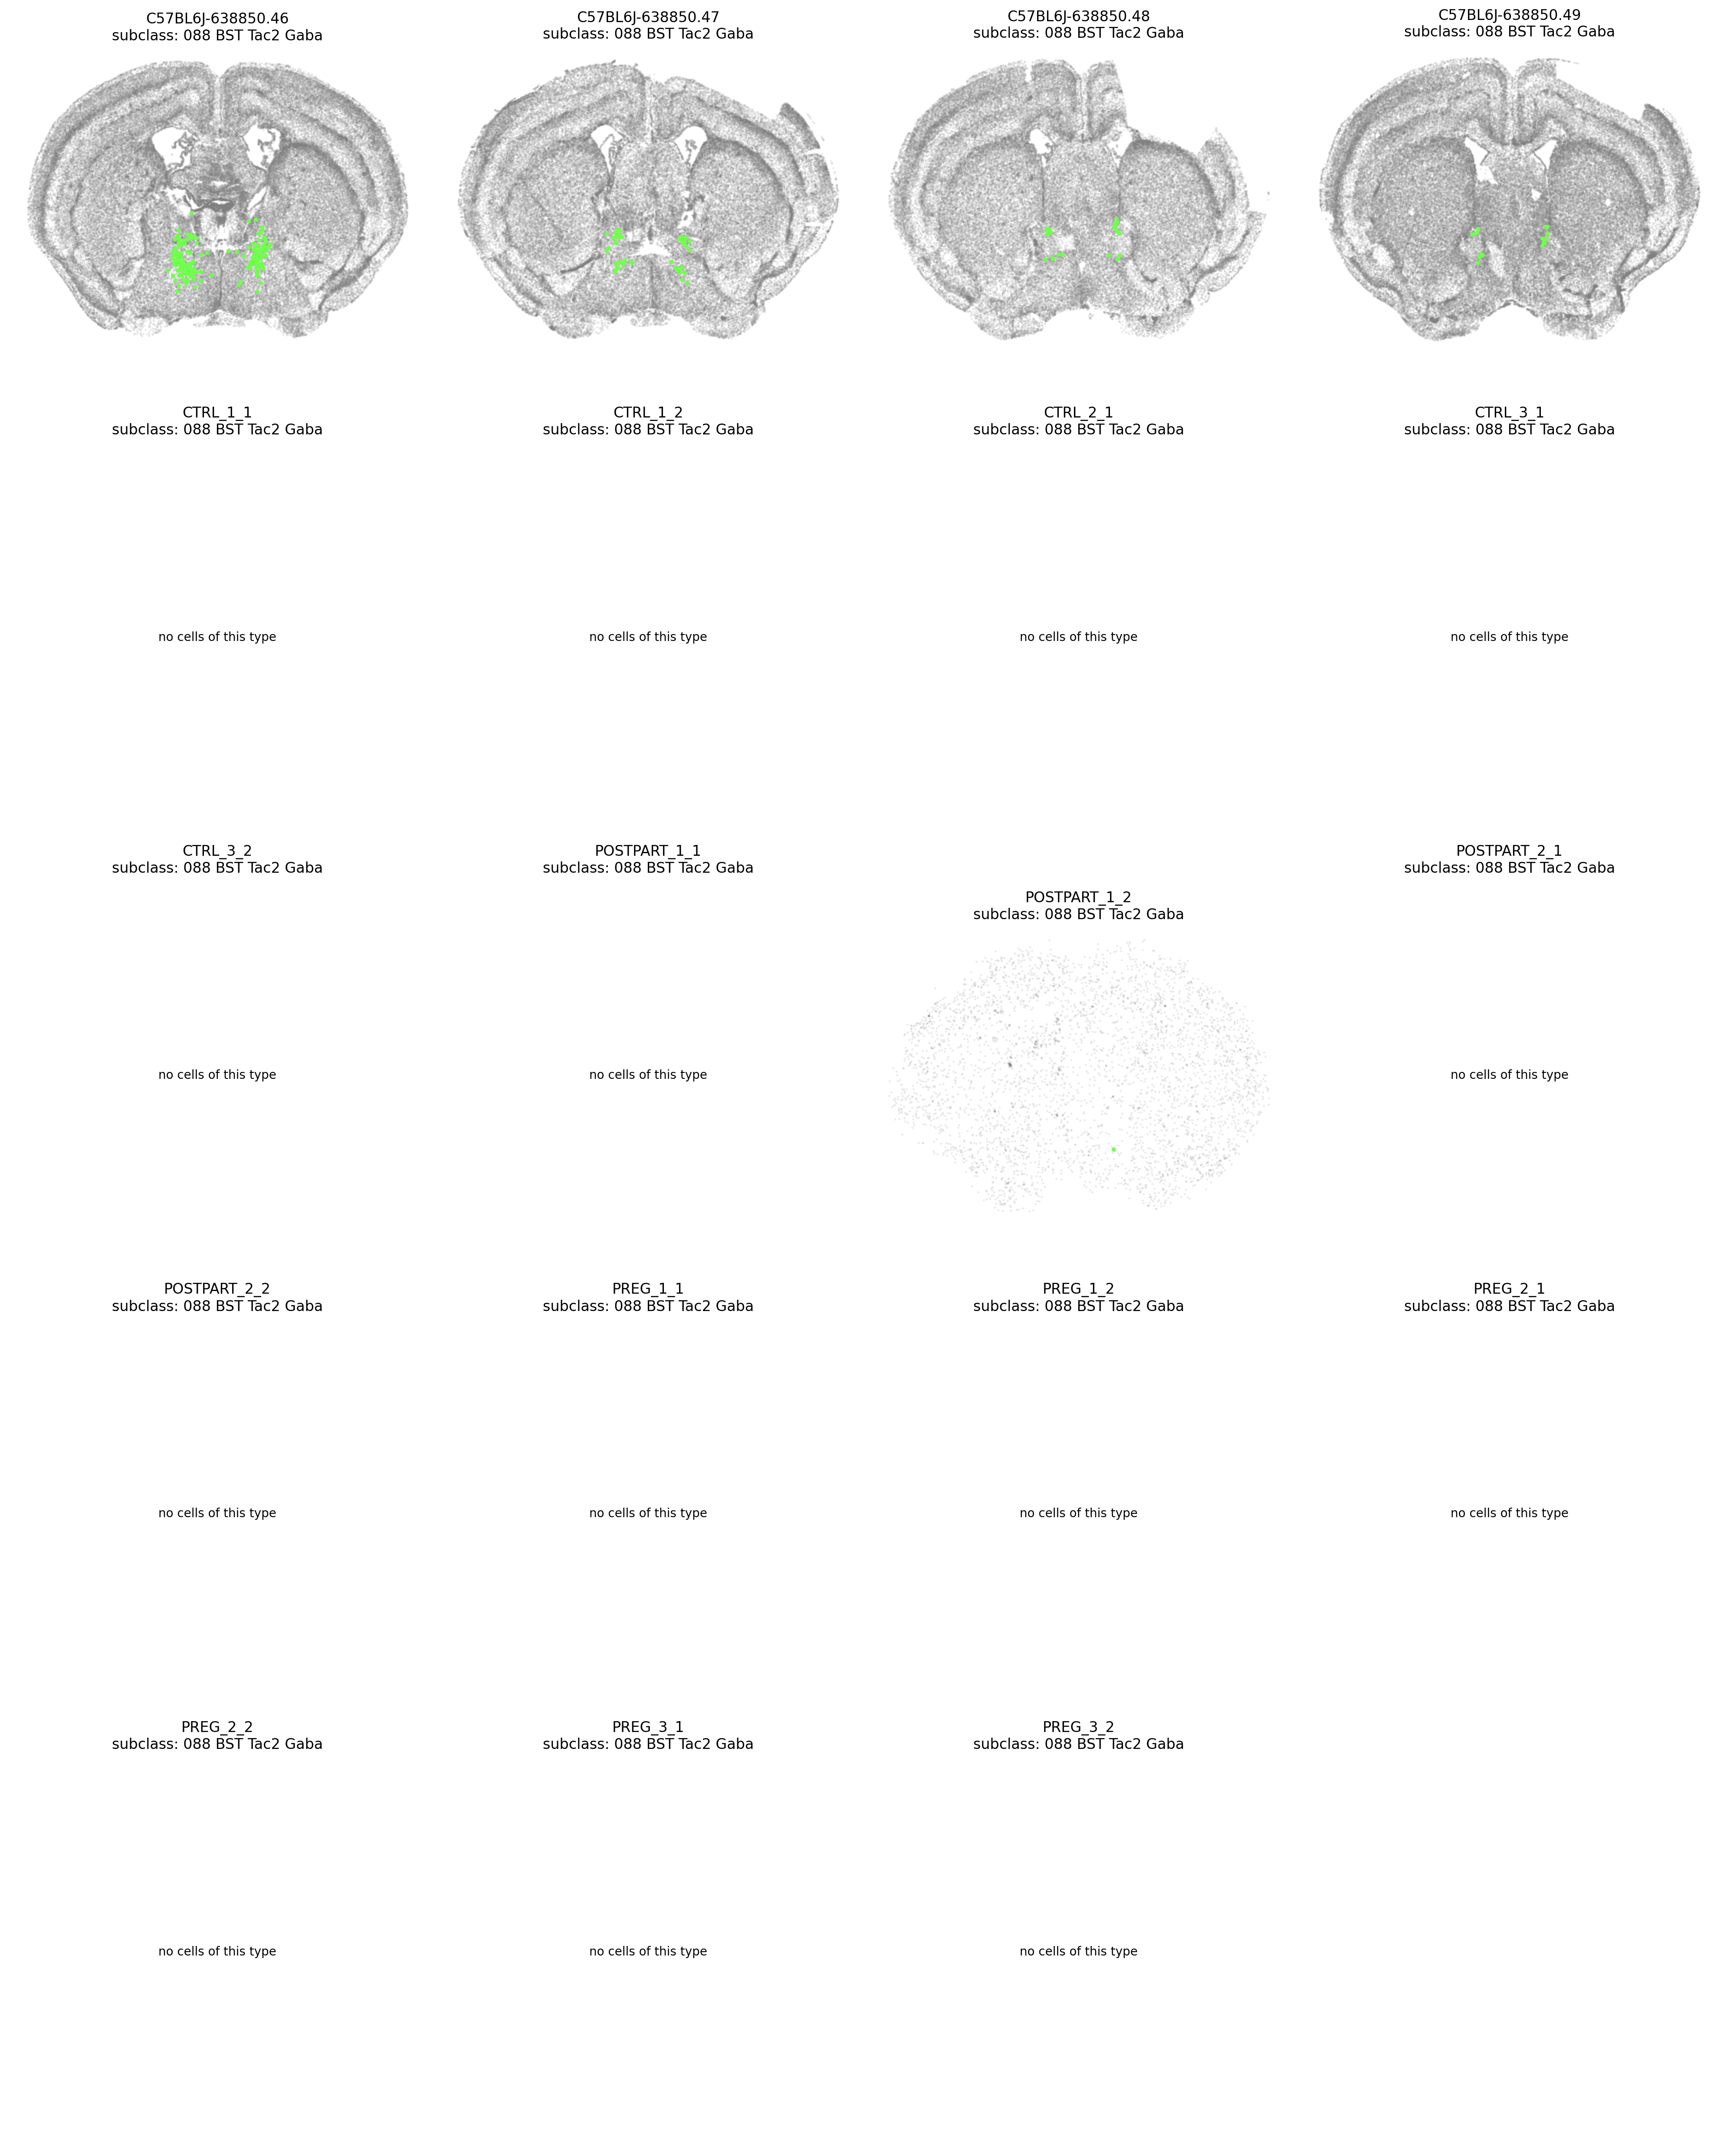 C57BL6J-638850.46
subclass: 088 BST Tac2 Gaba
C57BL6J-638850.47
subclass: 088 BST Tac2 Gaba
C57BL6J-638850.48
subclass: 088 BST Tac2 Gaba
C57BL6J-638850.49
subclass: 088 BST Tac2 Gaba
CTRL_1_1
subclass: 088 BST Tac2 Gaba
no cells of this type
CTRL_1_2
subclass: 088 BST Tac2 Gaba
no cells of this type
CTRL_2_1
subclass: 088 BST Tac2 Gaba
no cells of this type
CTRL_3_1
subclass: 088 BST Tac2 Gaba
no cells of this type
CTRL_3_2
subclass: 088 BST Tac2 Gaba
no cells of this type
POSTPART_1_1
subclass: 088 BST Tac2 Gaba
no cells of this type
POSTPART_1_2
subclass: 088 BST Tac2 Gaba
POSTPART_2_1
subclass: 088 BST Tac2 Gaba
no cells of this type
POSTPART_2_2
subclass: 088 BST Tac2 Gaba
no cells of this type
PREG_1_1
subclass: 088 BST Tac2 Gaba
no cells of this type
PREG_1_2
subclass: 088 BST Tac2 Gaba
no cells of this type
PREG_2_1
subclass: 088 BST Tac2 Gaba
no cells of this type
PREG_2_2
subclass: 088 BST Tac2 Gaba
no cells of this type
PREG_3_1
subclass: 088 BST Tac2 Gaba
no cells of this type
PREG_3_2
subclass: 088 BST Tac2 Gaba
no cells of this type